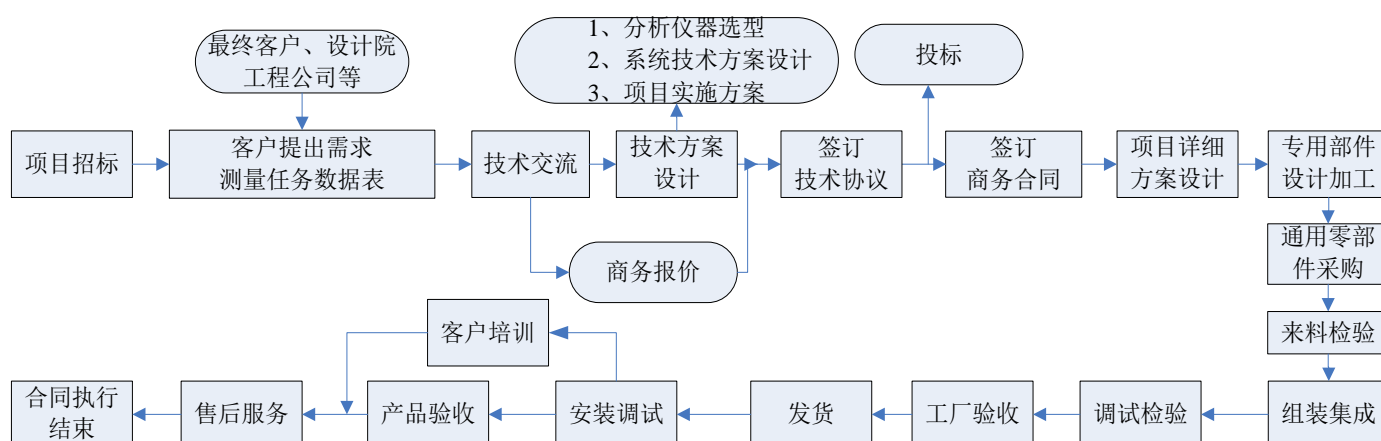 最终客户、设计院
工程公司等
1、分析仪器选型
2、系统技术方案设计
3、项目实施方案
投标
项目招标
客户提出需求
测量任务数据表
技术交流
技术方案
设计
签订
技术协议
签订
商务合同
项目详细
方案设计
专用部件
设计加工
商务报价
通用零部
件采购
来料检验
客户培训
合同执行
结束
售后服务
产品验收
安装调试
发货
工厂验收
调试检验
组装集成